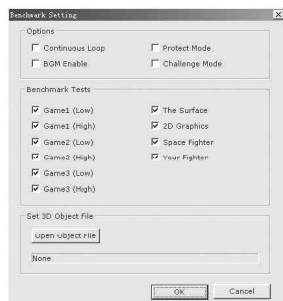 Benchmark Setting
Options
Continuous Loop
Protect Mode
BGM Enable
Challenge Mode
Benchmark Tests
Game1 (Low)
The Surface
Game1 (High)
2D Graphics
Game2 (Low)
Space Fighter
Game2 (High)
Your Fighter
Game3 (Low)
Game3 (High)
Set 3D Object File
Open Object File
None
OK
Cancel